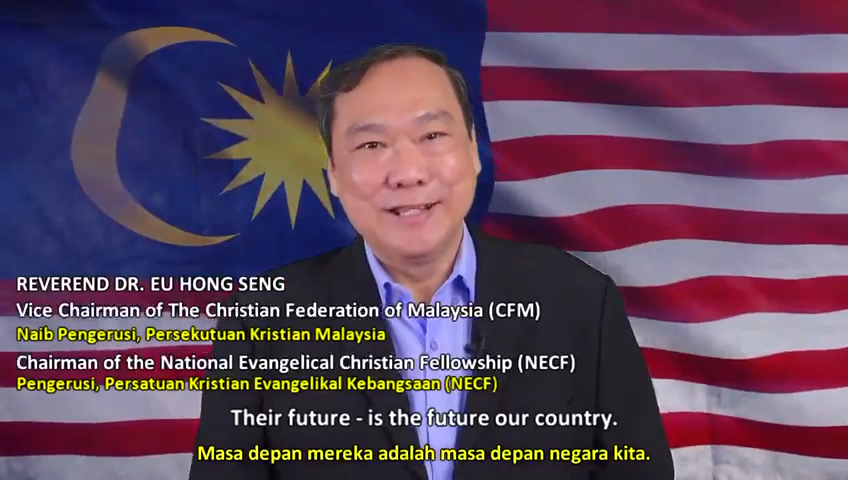 REVEREND DR. EU HONG SENG
Vice Chairman of The Christian Federation of Malaysia (CFM)
Naib Pengerusi, Persekutuan Kristian Malaysia
Chairman of the National Evangelical Christian Fellowship (NECF)
Pengerusi, Persatuan Kristian Evangelikal Kebangsaan (NECF)
Their future - is the future our country.
Masa depan mereka adalah masa depan negara kita.